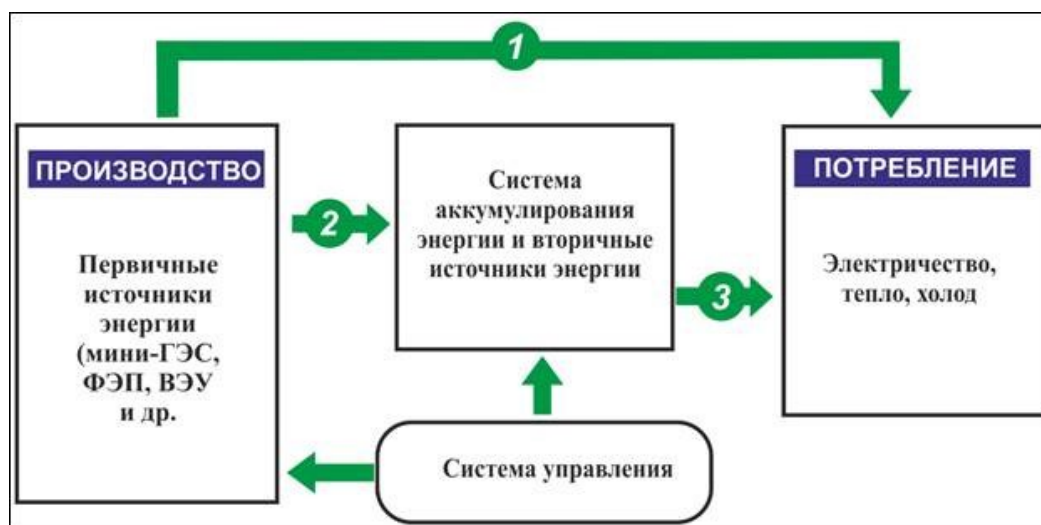 1
ПРОИЗВОДСТВО
Первичные
источники
энергии
(мини-ГЭС,
ФЭП, ВЭУ
и др.
2
Система
аккумулирования
энергии и вторичные
источники энергии
3
ПОТРЕБЛЕНИЕ
Электричество,
тепло, холод
Система управления